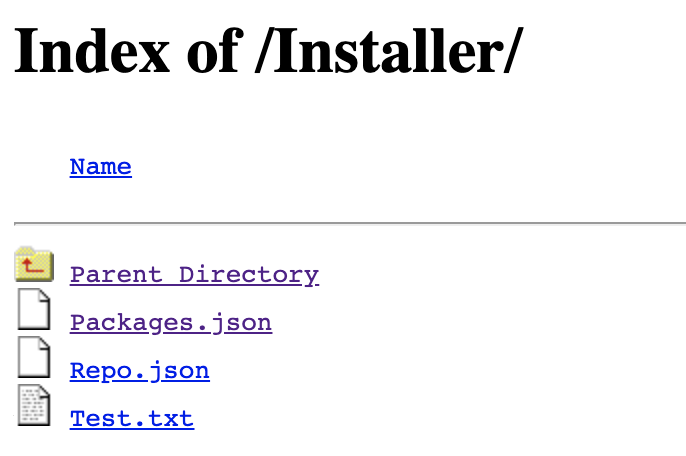 Index of /Installer/
Name
Parent Directory
Packages.json
Repo.json
Test.txt